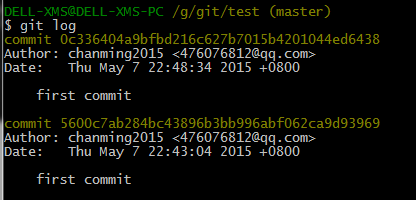 DELL-XMS@DELL-XMS-PC /g/git/test (master)
$ git log
commit 0c336404a9bfbd216c627b7015b4201044ed6438
Author: chanming2015 <476076812@qq.com>
Date:   Thu May 7 22:48:34 2015 +0800
    first commit
commit 5600c7ab284bc43896b3bb996abf062ca9d93969
Author: chanming2015 <476076812@qq.com>
Date:   Thu May 7 22:43:04 2015 +0800
    first commit